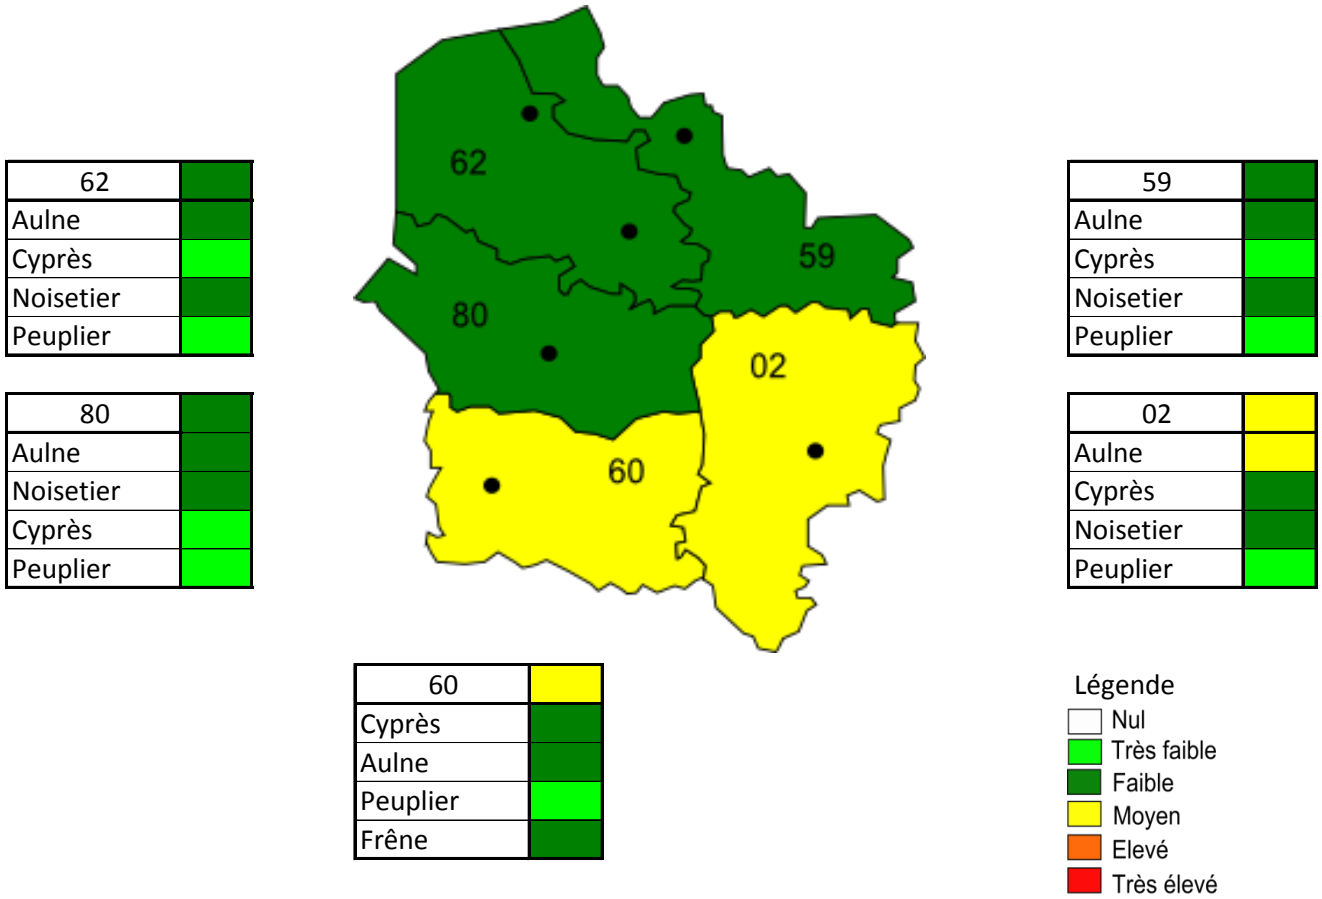 62
Aulne
Cyprès
Noisetier
Peuplier
80
Aulne
Noisetier
Cyprès
Peuplier
62
59
80
02
60
59
Aulne
Cyprès
Noisetier
Peuplier
02
Aulne
Cyprès
Noisetier
Peuplier
60
Cyprès
Aulne
Peuplier
Frêne
Légende
Nul
Très faible
Faible
Moyen
Elevé
Très élevé